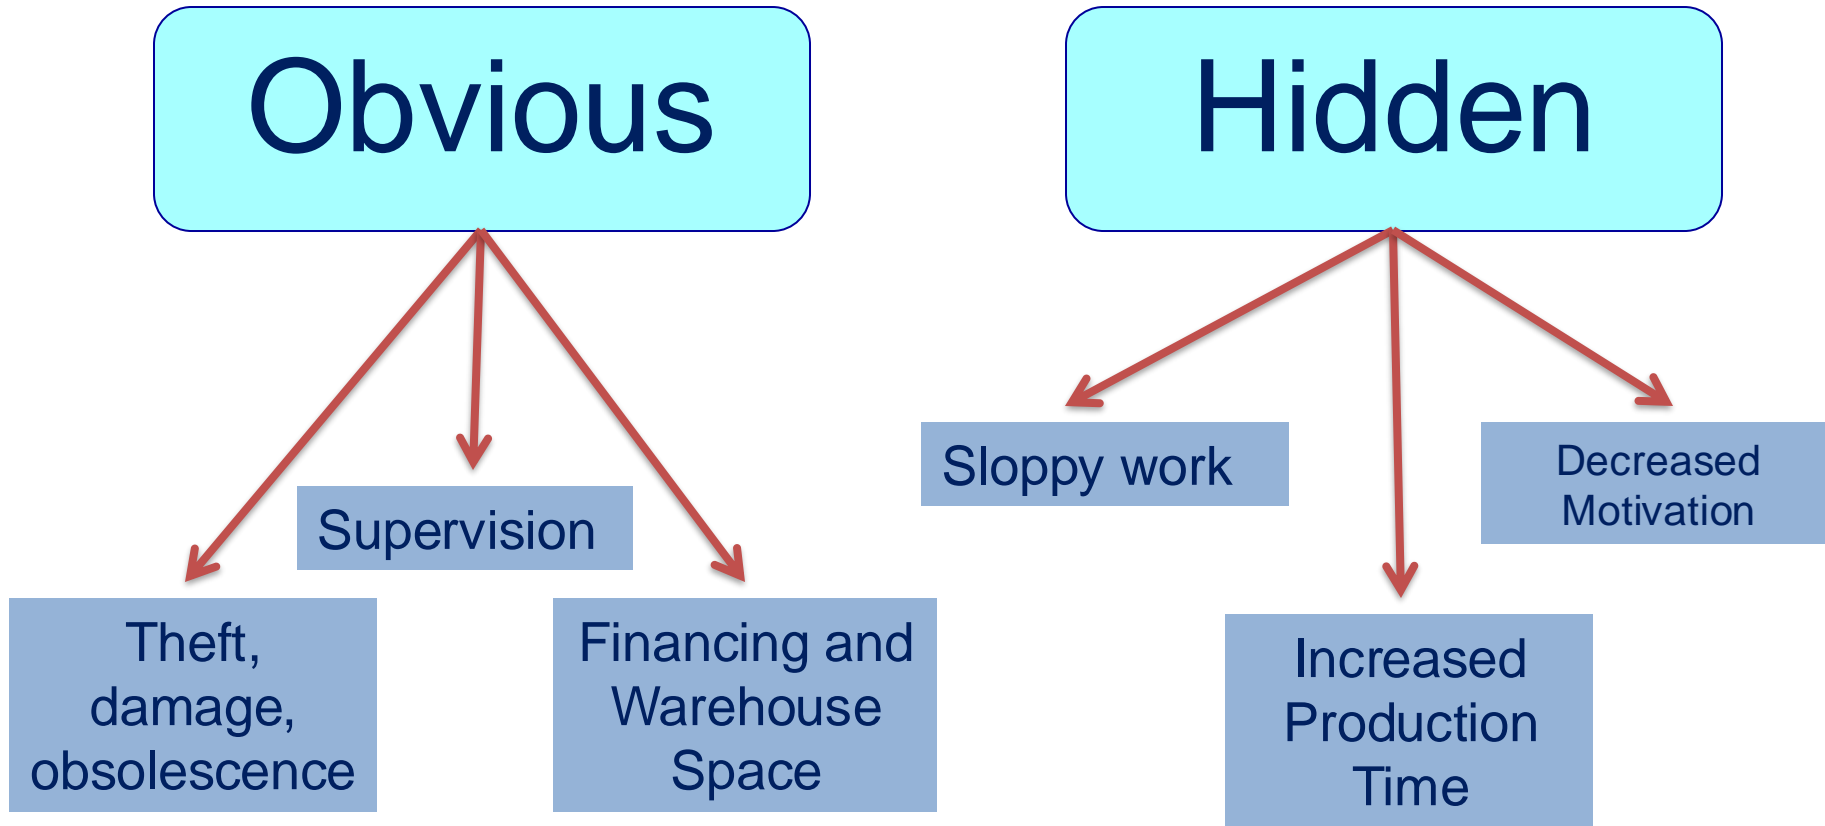 Obvious
Hidden
Sloppy work
Decreased
Motivation
Supervision
Theft,
damage,
obsolescence
Financing and
Warehouse
Space
Increased
Production
Time